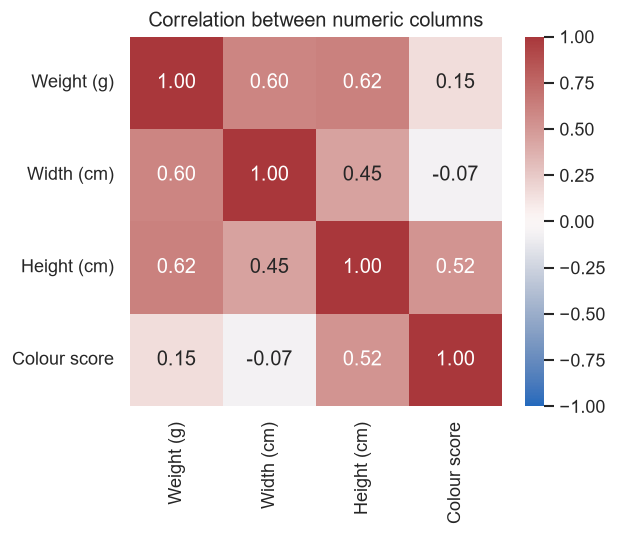 Correlation between numeric columns
Weight (g) 1.00 0.60 0.62 0.15
Width (cm) 0.60 1.00 0.45 -0.07
Height (cm) 0.62 0.45 1.00 0.52
Colour score 0.15 -0.07 0.52 1.00
Weight (g) Width (cm) Height (cm) Colour score
1.00
0.75
0.50
0.25
0.00
−0.25
−0.50
−0.75
−1.00